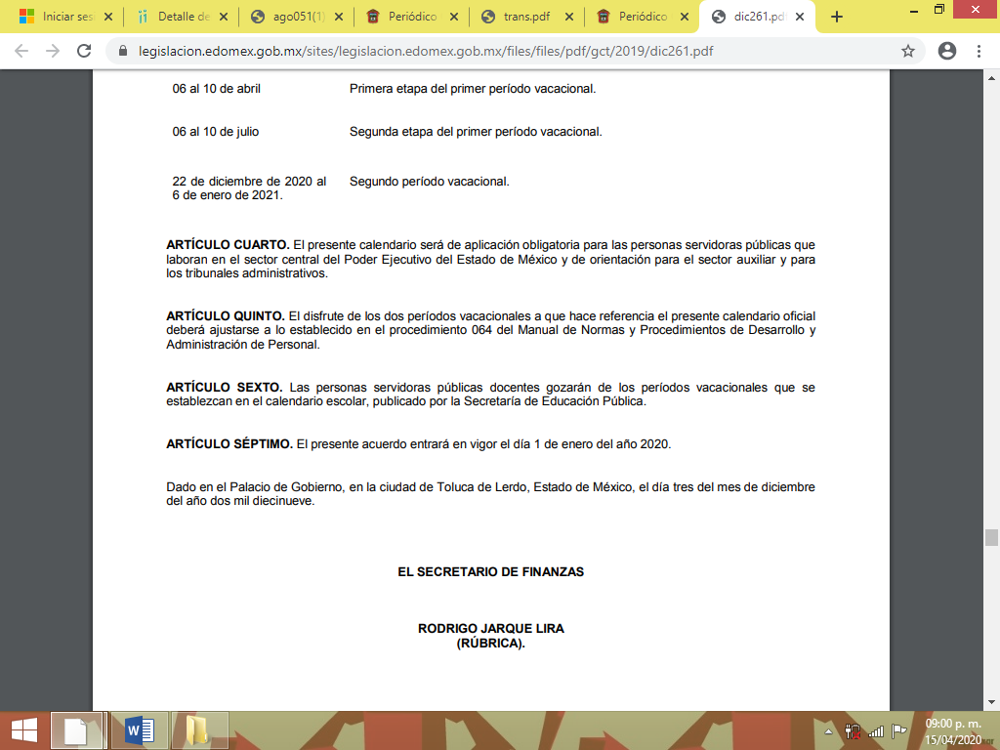 Iniciar ses
Detalle de
ago051(1)
Periódico
trans.pdf
Periódico
dic261.pd
legislacion.edomex.gob.mx/sites/legislacion.edomex.gob.mx/files/files/pdf/gct/2019/dic261.pdf
06 al 10 de abril Primera etapa del primer período vacacional.
06 al 10 de julio Segunda etapa del primer período vacacional.
22 de diciembre de 2020 al Segundo período vacacional.
6 de enero de 2021.
ARTÍCULO CUARTO. El presente calendario será de aplicación obligatoria para las personas servidoras públicas que
laboran en el sector central del Poder Ejecutivo del Estado de México y de orientación para el sector auxiliar y para
los tribunales administrativos.
ARTÍCULO QUINTO. El disfrute de los dos períodos vacacionales a que hace referencia el presente calendario oficial
deberá ajustarse a lo establecido en el procedimiento 064 del Manual de Normas y Procedimientos de Desarrollo y
Administración de Personal.
ARTÍCULO SEXTO. Las personas servidoras públicas docentes gozarán de los períodos vacacionales que se
establezcan en el calendario escolar, publicado por la Secretaría de Educación Pública.
ARTÍCULO SÉPTIMO. El presente acuerdo entrará en vigor el día 1 de enero del año 2020.
Dado en el Palacio de Gobierno, en la ciudad de Toluca de Lerdo, Estado de México, el día tres del mes de diciembre
del año dos mil diecinueve.
EL SECRETARIO DE FINANZAS
RODRIGO JARQUE LIRA
(RÚBRICA).
09:00 p. m.
15/04/2020